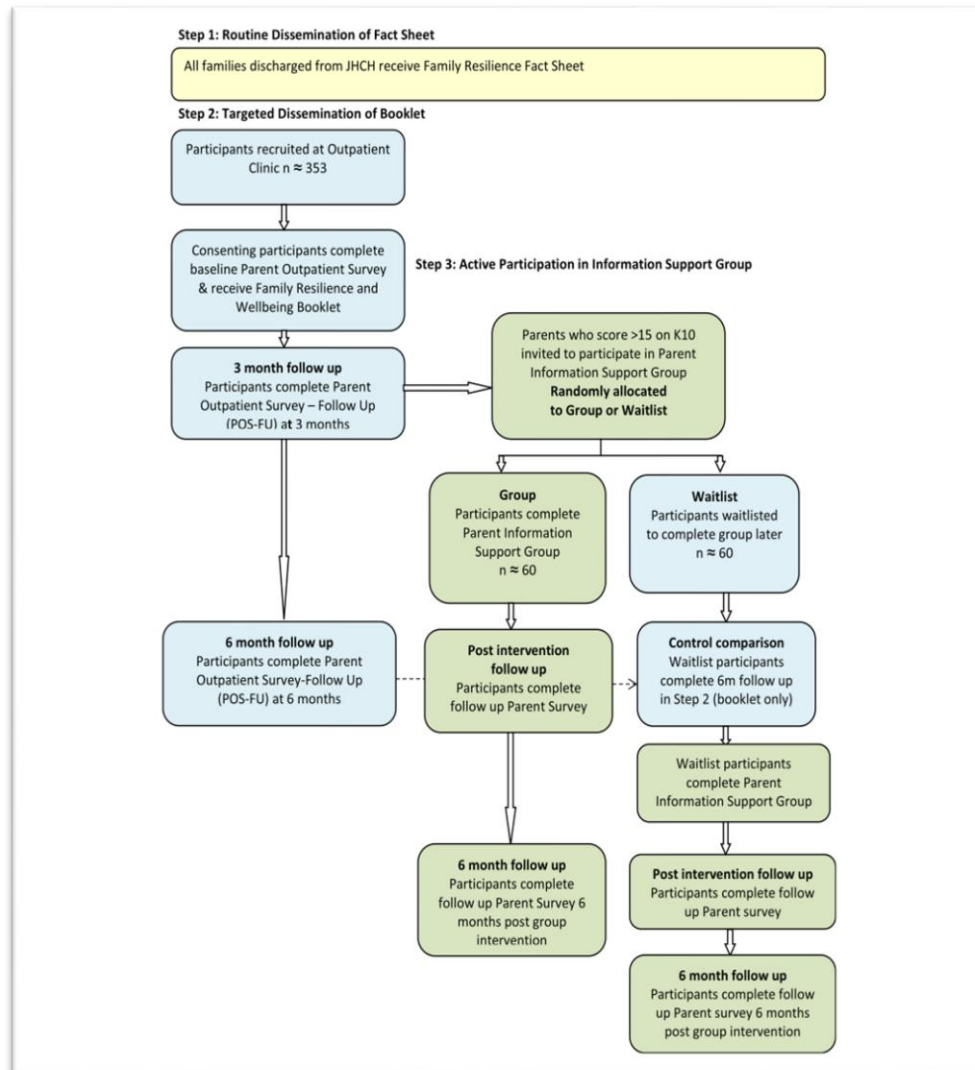 Step 1: Routine Dissemination of Fact Sheet
All families discharged from JHCH receive Family Resilience Fact Sheet
Step 2: Targeted Dissemination of Booklet
Participants recruited at Outpatient
Clinic n ≈ 353
Consenting participants complete
baseline Parent Outpatient Survey
& receive Family Resilience and
Wellbeing Booklet
Step 3: Active Participation in Information Support Group
3 month follow up
Participants complete Parent
Outpatient Survey – Follow Up
(POS-FU) at 3 months
Parents who score >15 on K10
invited to participate in Parent
Information Support Group
Randomly allocated
to Group or Waitlist
Group
Participants complete
Parent Information
Support Group
n ≈ 60
Waitlist
Participants waitlisted
to complete group later
n ≈ 60
6 month follow up
Participants complete Parent
Outpatient Survey-Follow Up
(POS-FU) at 6 months
Post intervention
follow up
Participants complete
follow up Parent Survey
Control comparison
Waitlist participants
complete 6m follow up
in Step 2 (booklet only)
Waitlist participants
complete Parent
Information Support Group
6 month follow up
Participants complete
follow up Parent Survey 6
months post group
intervention
Post intervention follow up
Participants complete follow
up Parent survey
6 month follow up
Participants complete follow
up Parent survey 6 months
post group intervention